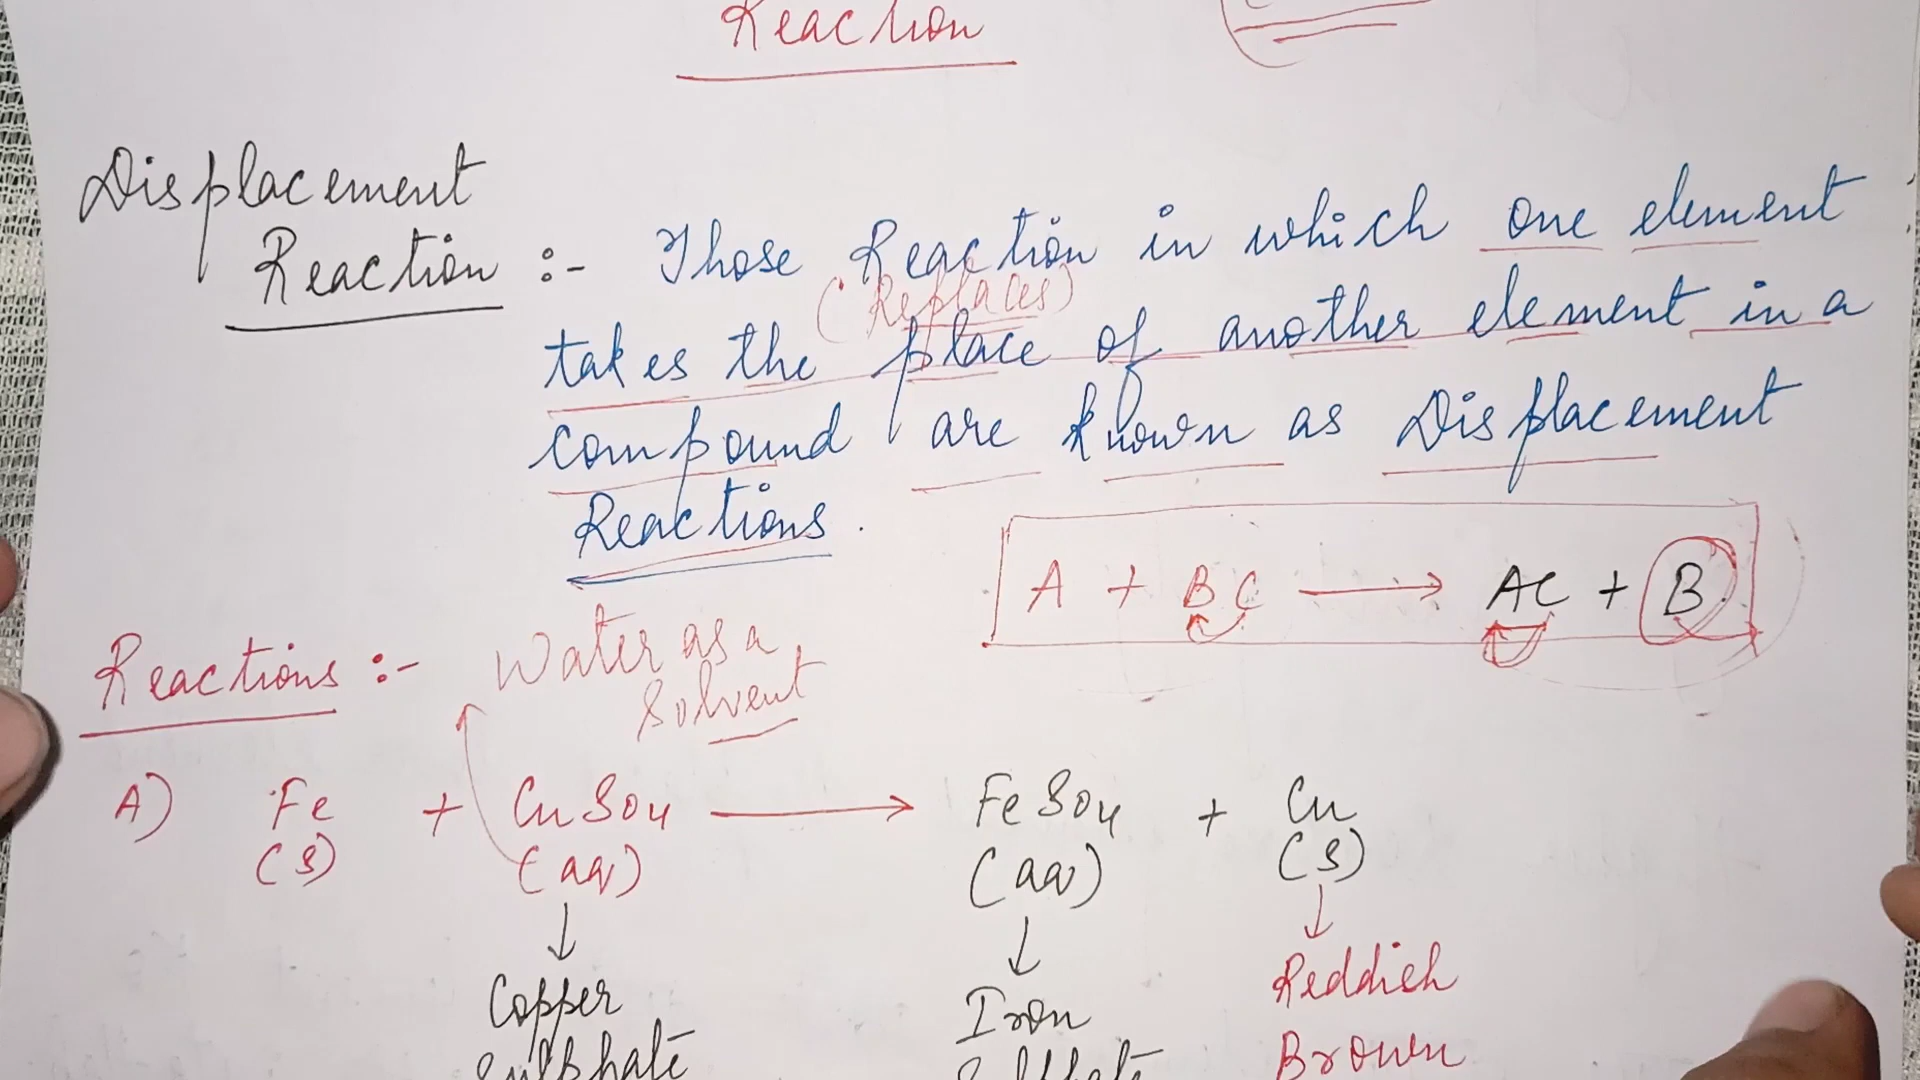 Reaction
Displacement
Reaction :- Those Reaction in which one element
(Replaces)
takes the place of another element in a
compound are known as Displacement
Reactions.
A + BC ⟶ AC + B
Reactions :- Water as a
Solvent
A) Fe + CuSO4 ⟶ FeSO4 + Cu
(s) (aq) (aq) (s)
↓ ↓ ↓
Copper Iron Reddish
Sulphate Sulfate Brown